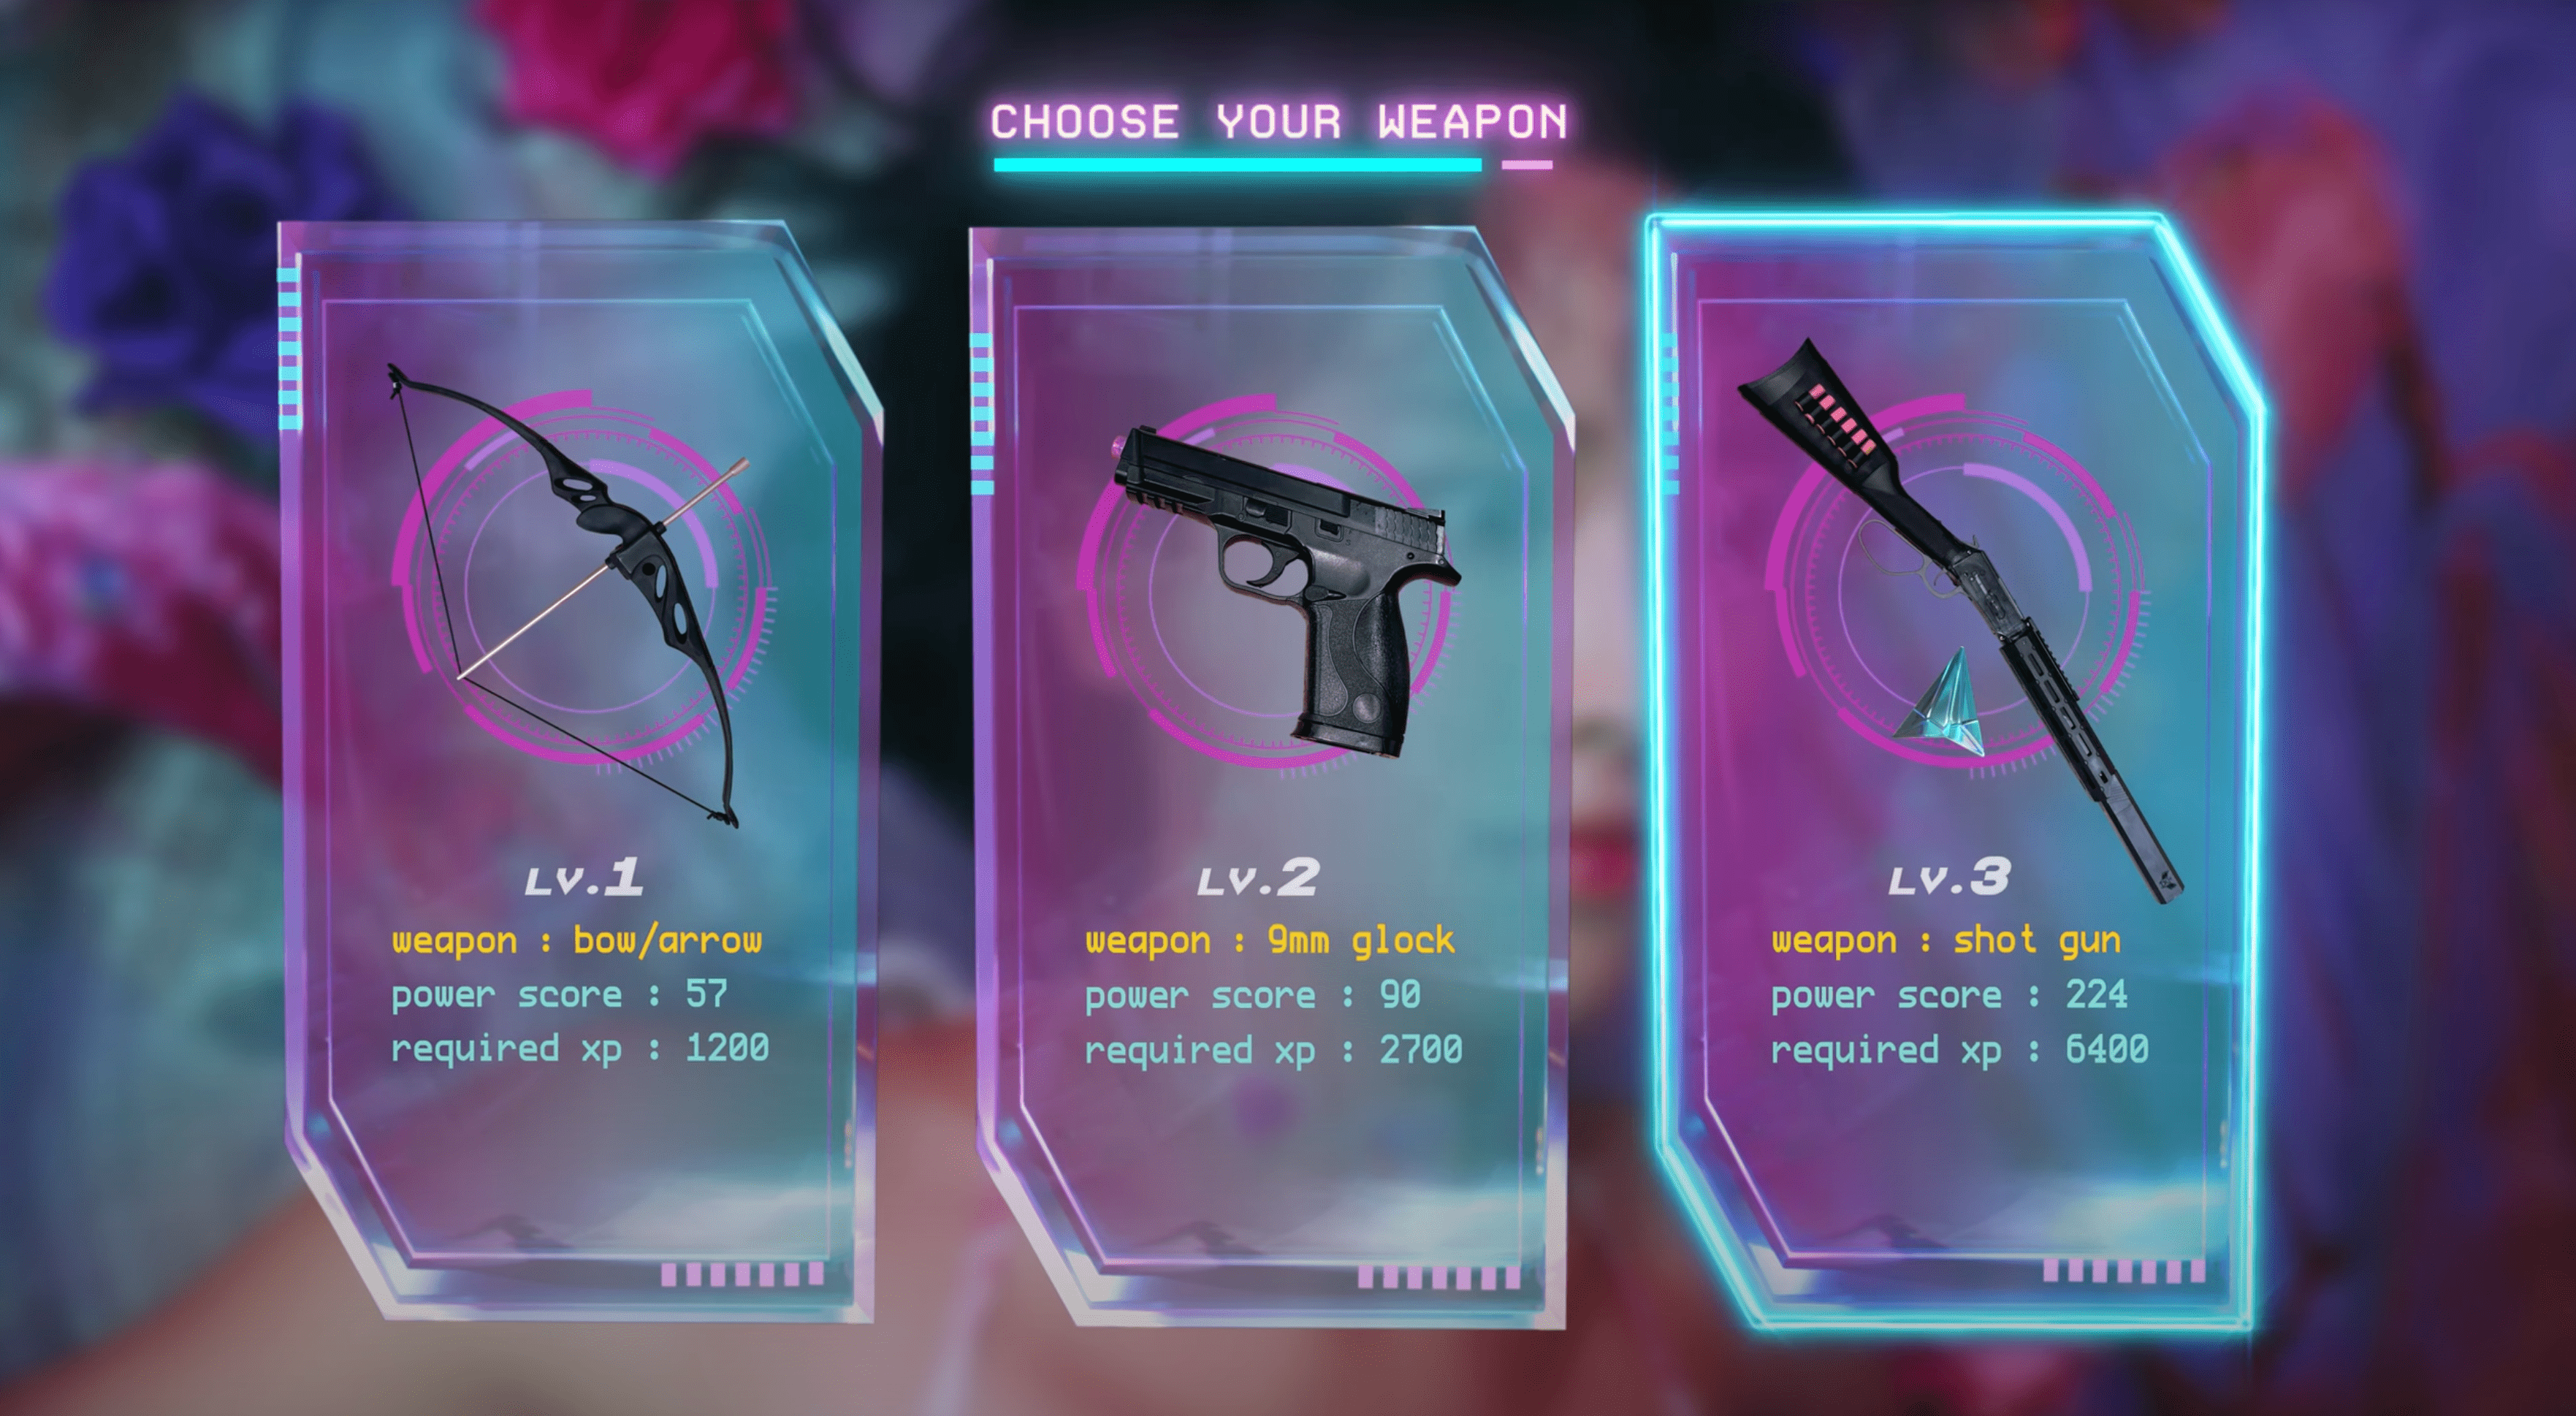 CHOOSE YOUR WEAPON
LV.1
weapon : bow/arrow
power score : 57
required xp : 1200
LV.2
weapon : 9mm glock
power score : 90
required xp : 2700
LV.3
weapon : shot gun
power score : 224
required xp : 6400